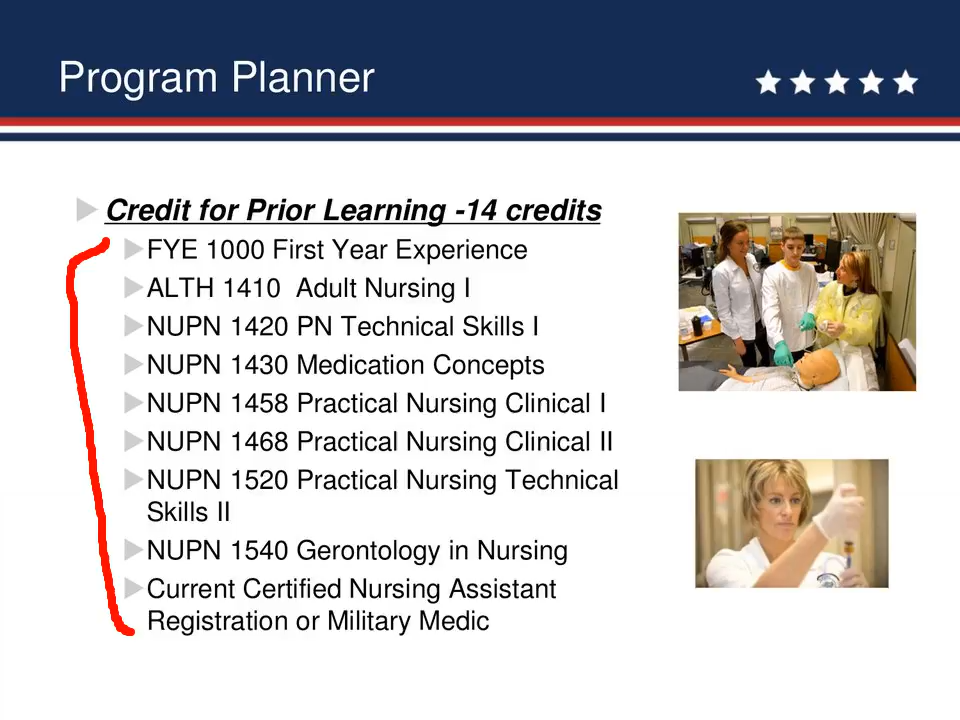 Program Planner
Credit for Prior Learning -14 credits
FYE 1000 First Year Experience
ALTH 1410  Adult Nursing I
NUPN 1420 PN Technical Skills I
NUPN 1430 Medication Concepts
NUPN 1458 Practical Nursing Clinical I
NUPN 1468 Practical Nursing Clinical II
NUPN 1520 Practical Nursing Technical
Skills II
NUPN 1540 Gerontology in Nursing
Current Certified Nursing Assistant
Registration or Military Medic